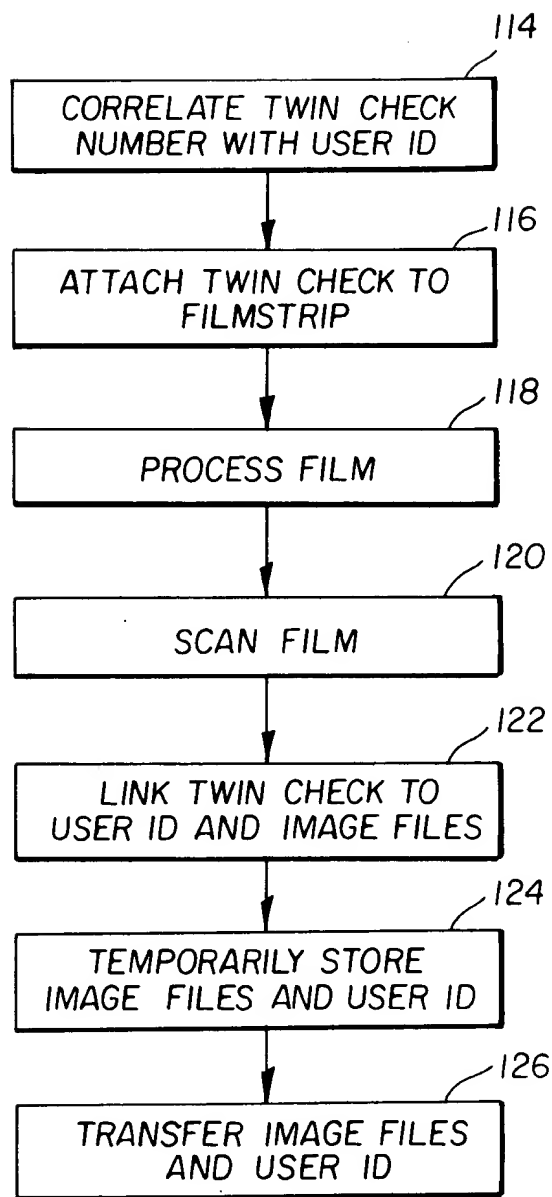 114
CORRELATE TWIN CHECK
NUMBER WITH USER ID
116
ATTACH TWIN CHECK TO
FILMSTRIP
118
PROCESS FILM
120
SCAN FILM
122
LINK TWIN CHECK TO
USER ID AND IMAGE FILES
124
TEMPORARILY STORE
IMAGE FILES AND USER ID
126
TRANSFER IMAGE FILES
AND USER ID